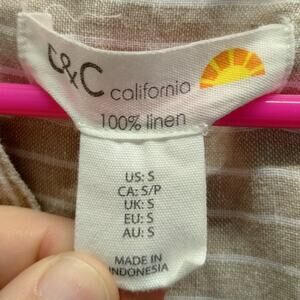 C&C california
100% linen
US: S
CA: S/P
UK: S
EU: S
AU: S
MADE IN
INDONESIA